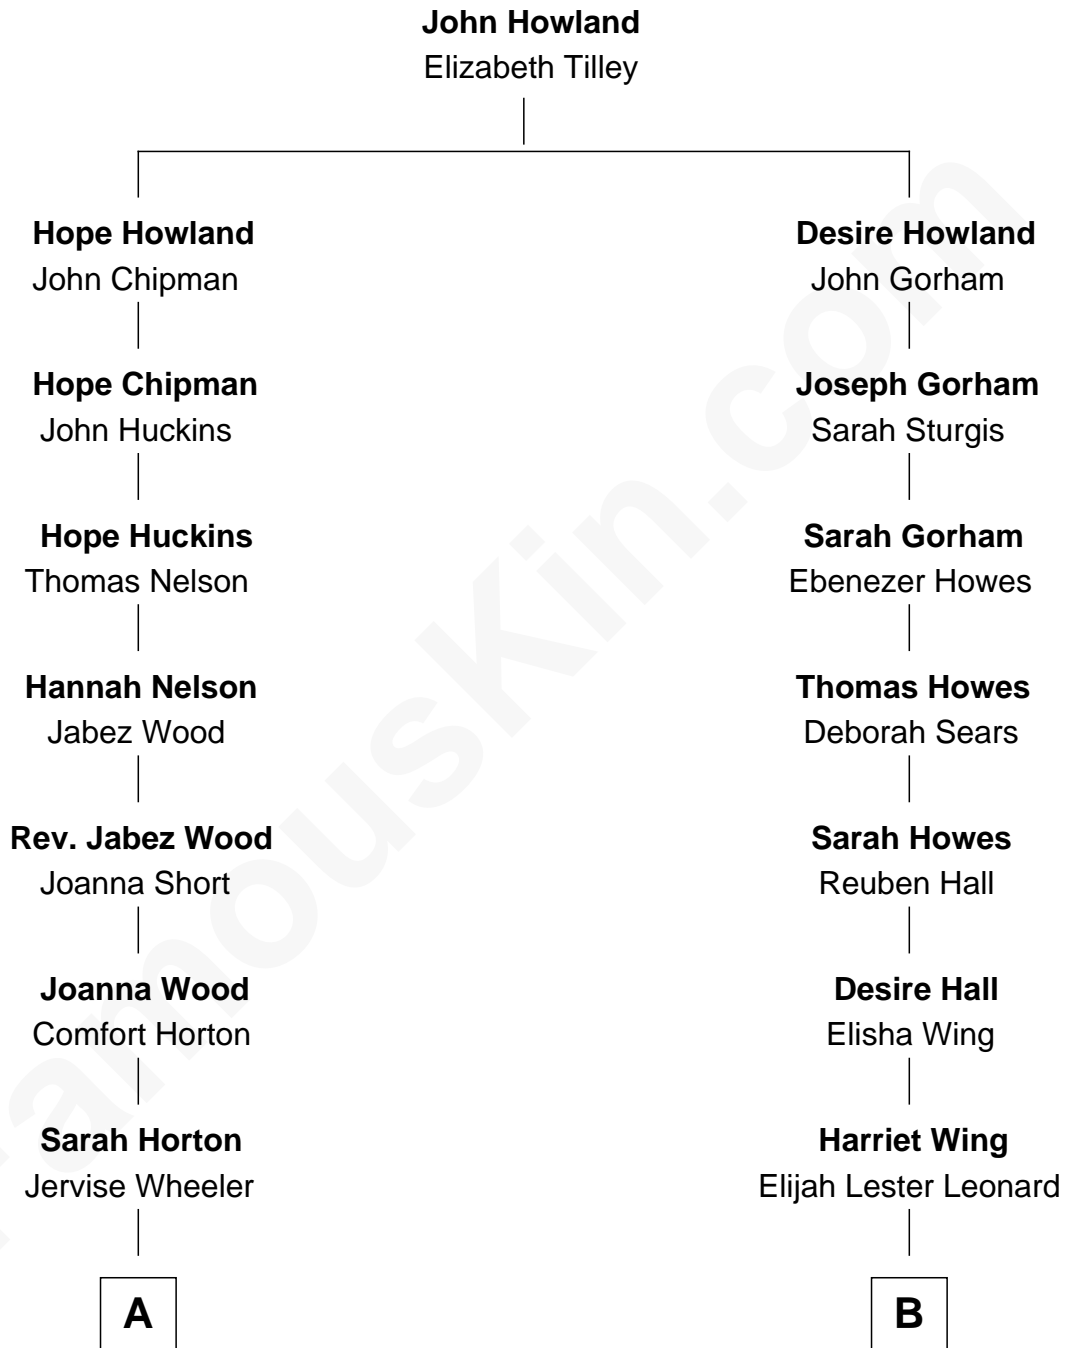 John Howland
Elizabeth Tilley
Hope Howland
John Chipman
Desire Howland
John Gorham
Hope Chipman
John Huckins
Joseph Gorham
Sarah Sturgis
Hope Huckins
Thomas Nelson
Sarah Gorham
Ebenezer Howes
Hannah Nelson
Jabez Wood
Thomas Howes
Deborah Sears
Rev. Jabez Wood
Joanna Short
Sarah Howes
Reuben Hall
Joanna Wood
Comfort Horton
Desire Hall
Elisha Wing
Sarah Horton
Jervise Wheeler
Harriet Wing
Elijah Lester Leonard
A
B
FamousKin.com